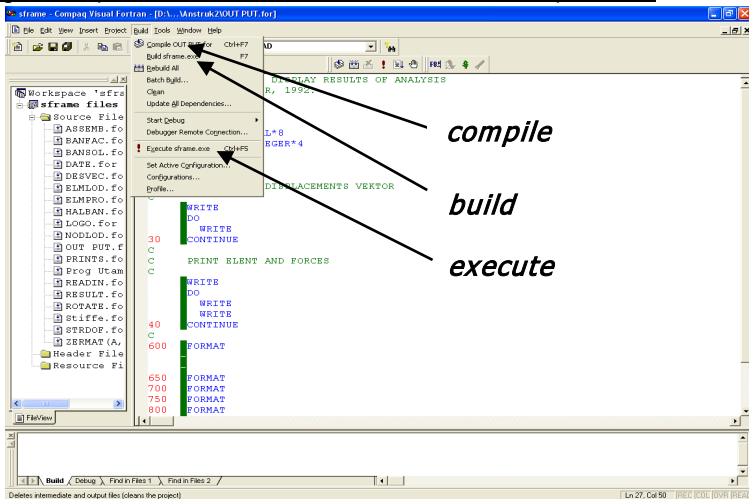 sframe - Compaq Visual Fortran - [D:\...\Anstruk2\OUT PUT.for]
File Edit View Insert Project Build Tools Window Help
Compile OUT PUT.for Ctrl+F7
Build sframe.exe F7
Rebuild All
Batch Build...
Clean
Update All Dependencies...
Start Debug
Debugger Remote Connection...
Execute sframe.exe Ctrl+F5
Set Active Configuration...
Configurations...
Profile...
Workspace 'sfra
sframe files
Source File
ASSEMB.fo
BANFAC.fo
BANSOL.fo
DATE.for
DESVEC.fo
ELMLOD.fo
ELMPRO.fo
HALBAN.fo
LOGO.for
NODLOD.fo
OUT PUT.f
PRINTS.fo
Prog Utam
READIN.fo
RESULT.fo
ROTATE.fo
Stiffe.fo
STRDOF.fo
ZERMAT(A,
Header File
Resource Fi
FileView
DISPLAY RESULTS OF ANALYSIS
R, 1992.
L*8
EGER*4
DISPLACEMENTS VEKTOR
C
WRITE
DO
WRITE
30 CONTINUE
C
C PRINT ELENT AND FORCES
C
WRITE
DO
WRITE
WRITE
40 CONTINUE
C
600 FORMAT
650 FORMAT
700 FORMAT
750 FORMAT
800 FORMAT
compile
build
execute
Build Debug Find in Files 1 Find in Files 2
Deletes intermediate and output files (cleans the project) Ln 27, Col 50 REC COL OVR READ